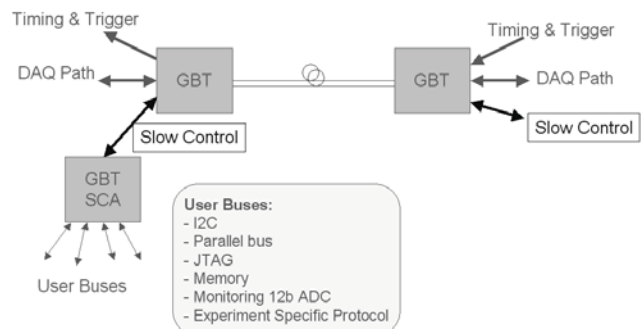 Timing & Trigger
Timing & Trigger
DAQ Path
GBT
GBT
DAQ Path
Slow Control
Slow Control
GBT
SCA
User Buses
User Buses:
- I2C
- Parallel bus
- JTAG
- Memory
- Monitoring 12b ADC
- Experiment Specific Protocol